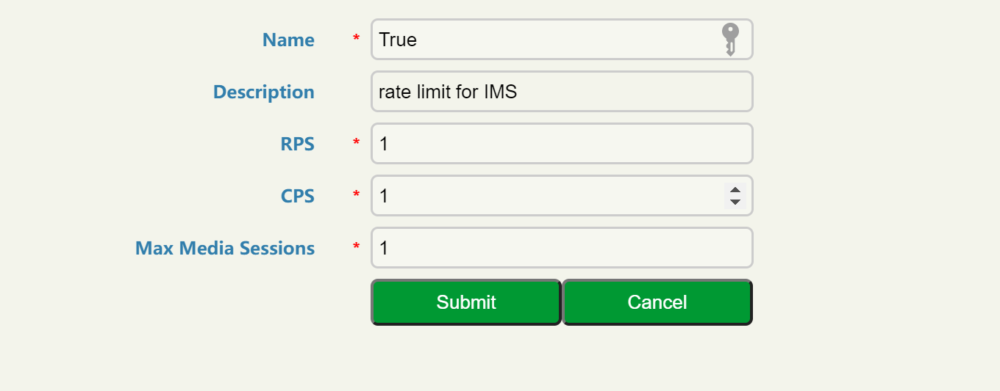 Name * True
Description rate limit for IMS
RPS * 1
CPS * 1
Max Media Sessions * 1
Submit Cancel